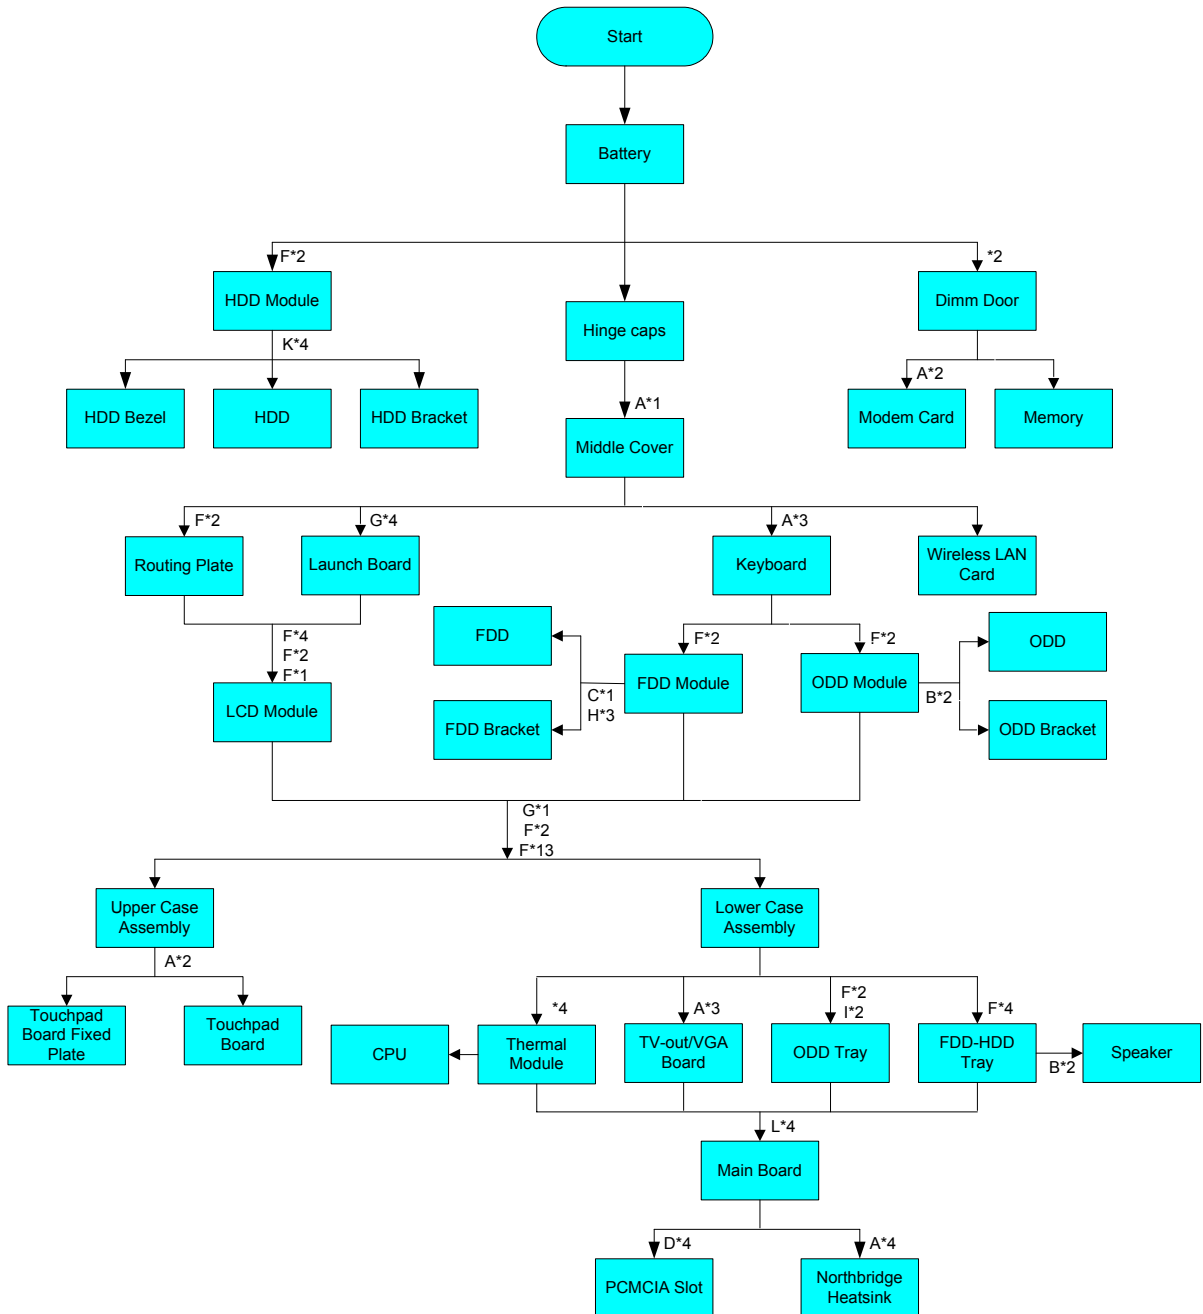 Start
Battery
F*2
*2
HDD Module
Hinge caps
Dimm Door
K*4
A*2
A*1
HDD Bezel
HDD
HDD Bracket
Middle Cover
Modem Card
Memory
F*2
G*4
A*3
Routing Plate
Launch Board
Keyboard
Wireless LAN
Card
F*4
F*2
F*1
FDD
F*2
F*2
ODD
LCD Module
C*1
H*3
FDD Module
ODD Module
B*2
FDD Bracket
ODD Bracket
G*1
F*2
F*13
Upper Case
Assembly
Lower Case
Assembly
A*2
*4
A*3
F*2
I*2
F*4
Touchpad
Board Fixed
Plate
Touchpad
Board
CPU
Thermal
Module
TV-out/VGA
Board
ODD Tray
FDD-HDD
Tray
B*2
Speaker
L*4
Main Board
D*4
A*4
PCMCIA Slot
Northbridge
Heatsink